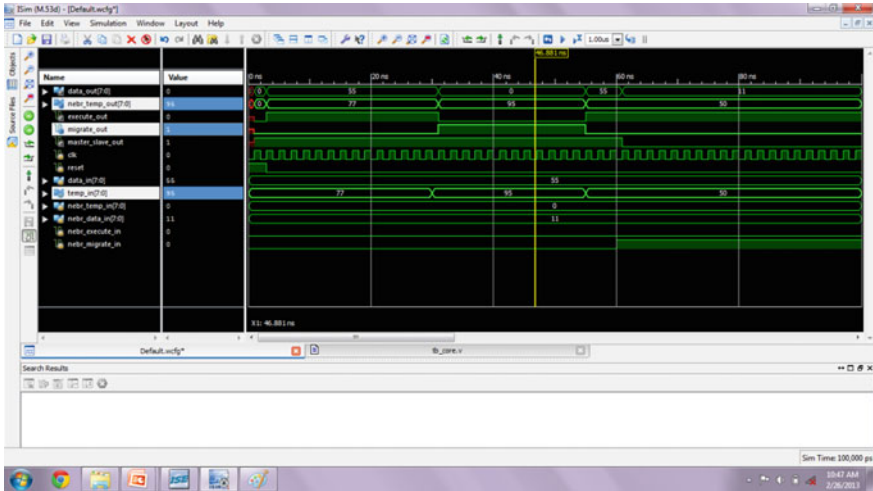 ISim (M.53d) - [Default.wcfg*]
File Edit View Simulation Window Layout Help
1.00us
46.881 ns
Objects
Source Files
Name Value
0 ns 20 ns 40 ns 60 ns 80 ns
data_out[7:0] 0 0 55 0 55 11
nebr_temp_out[7:0] 95 0 77 95 50
execute_out 0
migrate_out 1
master_slave_out 1
clk 0
reset 0
data_in[7:0] 55 55
temp_in[7:0] 95 77 95 50
nebr_temp_in[7:0] 0 0
nebr_data_in[7:0] 11 11
nebr_execute_in 0
nebr_migrate_in 0
X1: 46.881 ns
Default.wcfg* tb_core.v
Search Results
Sim Time: 100,000 ps
ISE
10:47 AM
2/26/2013